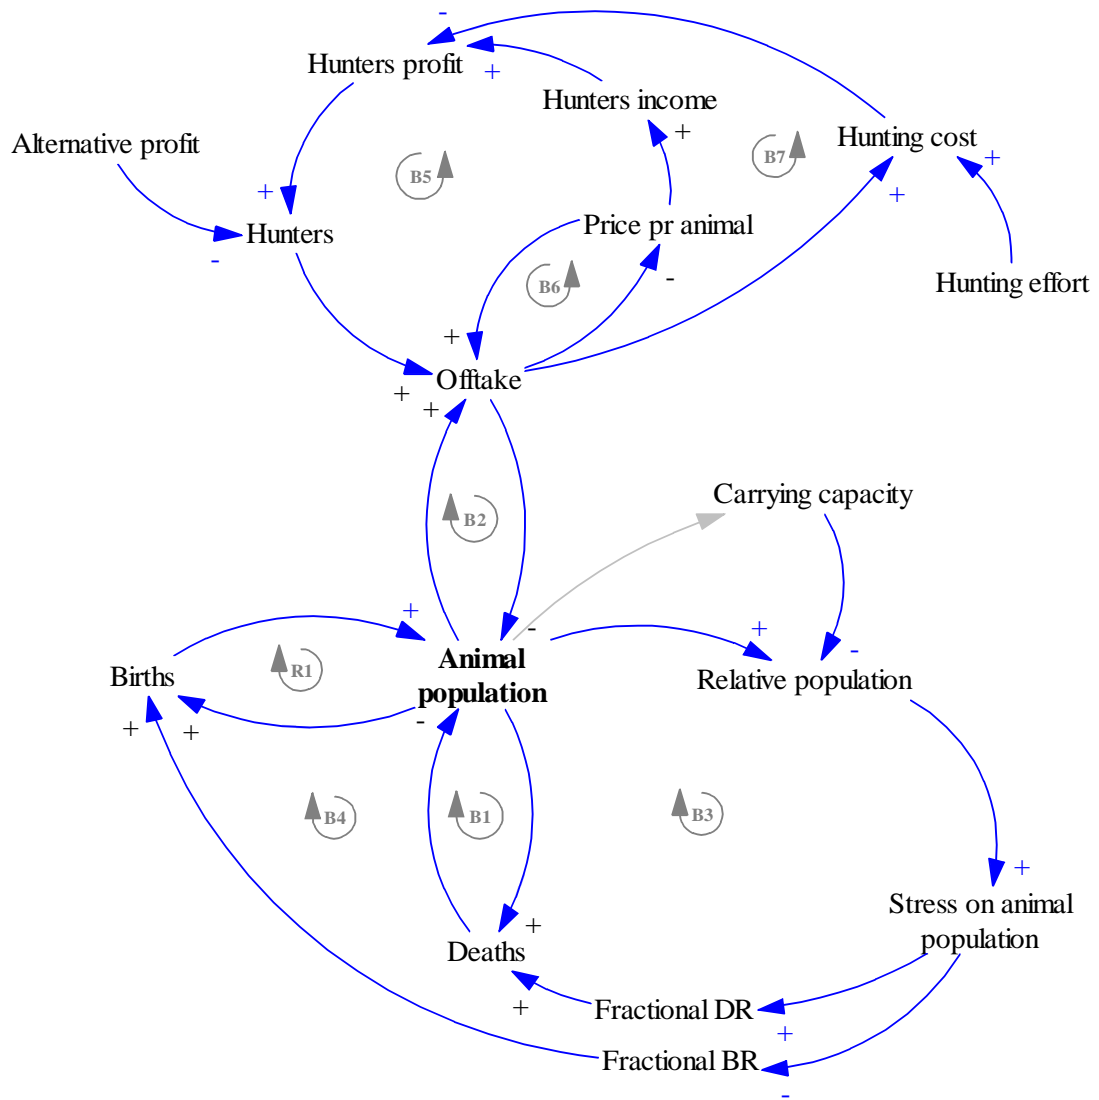 -
Hunters profit
+
Hunters income
+
Hunting cost
+
Alternative profit
B7
B5
+
+
Price pr animal
Hunters
-
B6
-
Hunting effort
+
Offtake
+
+
Carrying capacity
B2
+
-
+
-
Animal
population
Births
R1
Relative population
-
+
+
B4
B1
B3
+
Stress on animal
population
+
Deaths
+
Fractional DR
+
Fractional BR
-